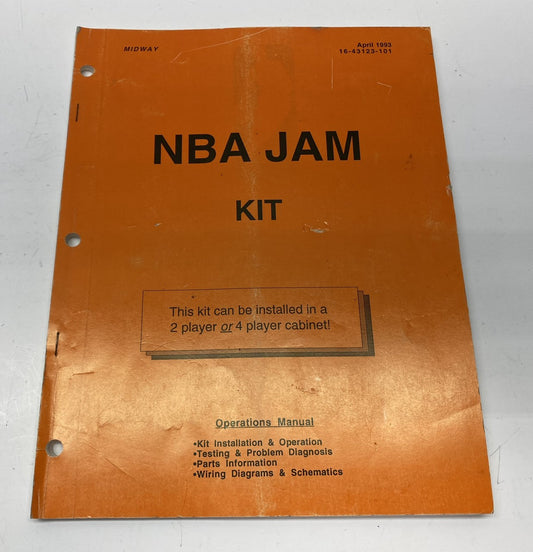 MIDWAY
April 1993
16-43123-101
NBA JAM
KIT
This kit can be installed in a
2 player or 4 player cabinet!
Operations Manual
•Kit Installation & Operation
•Testing & Problem Diagnosis
•Parts Information
•Wiring Diagrams & Schematics